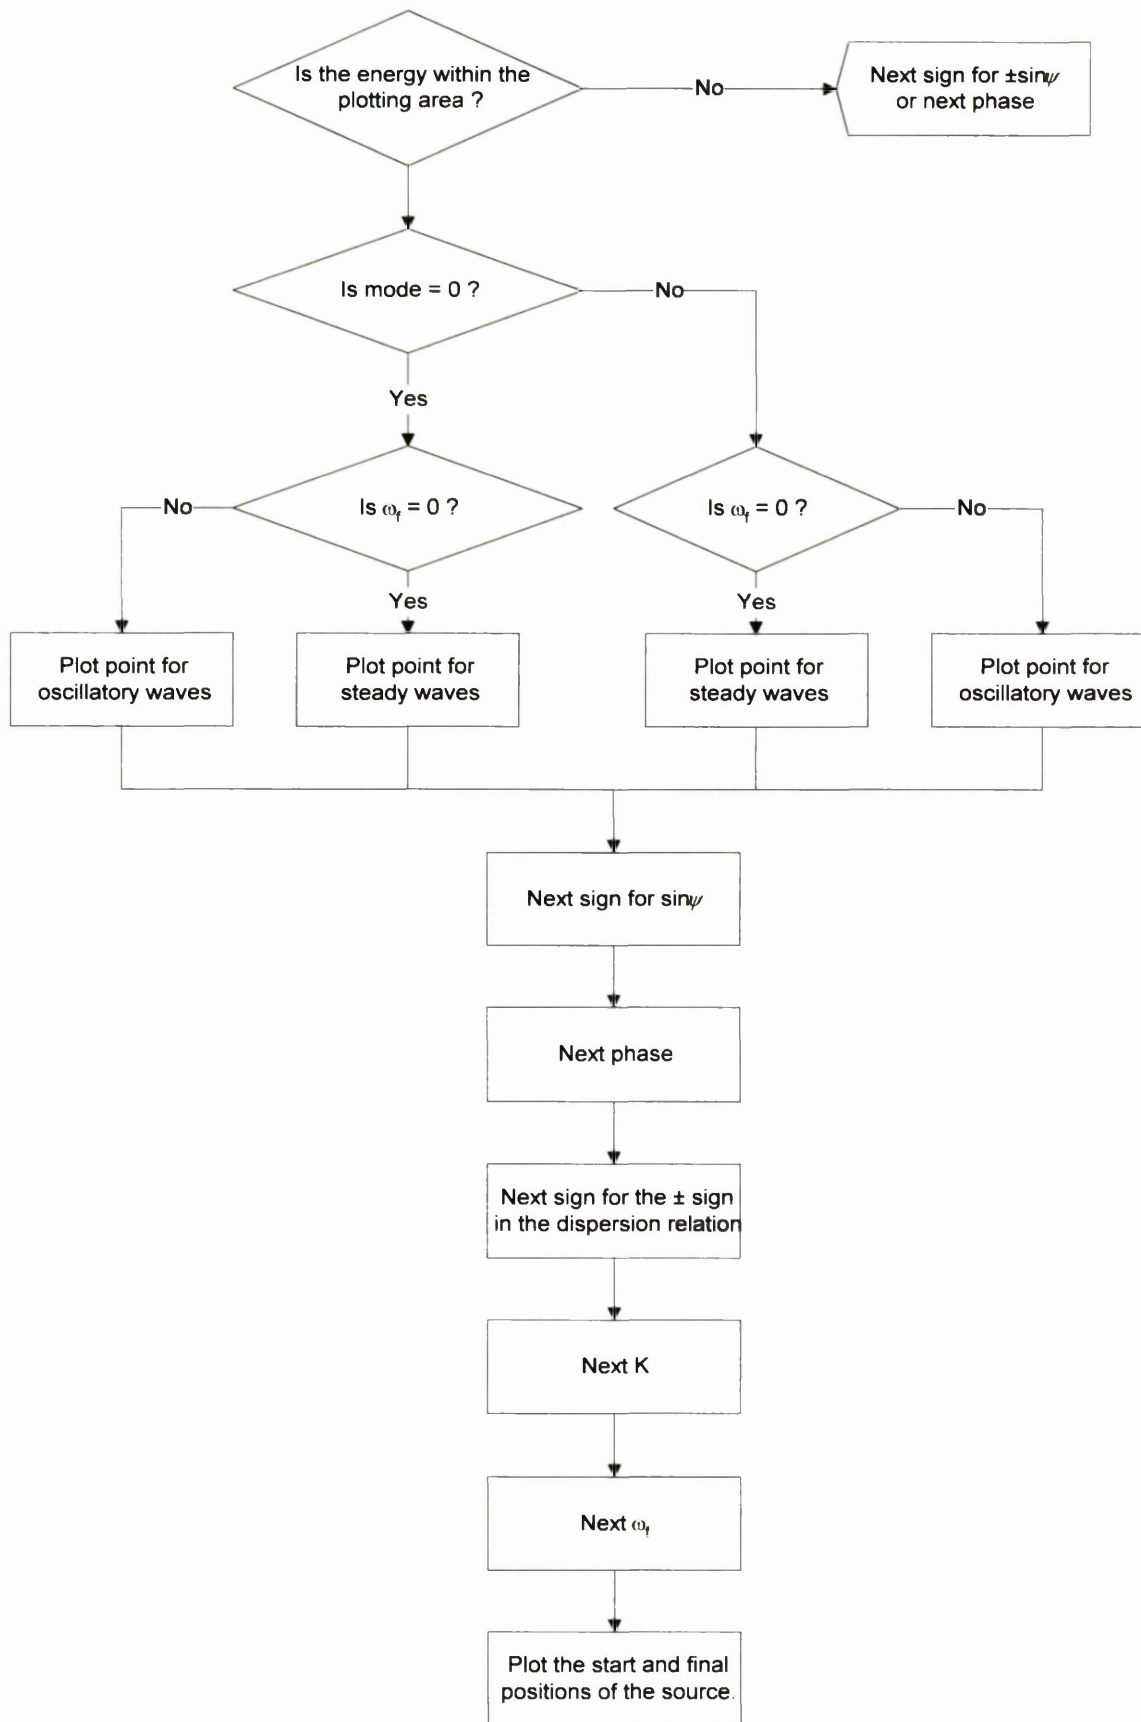 Is the energy within the
plotting area ?
No
Next sign for ±sinψ
or next phase
Is mode = 0 ?
No
Yes
No
Is ω_f = 0 ?
Is ω_f = 0 ?
No
Yes
Yes
Plot point for
oscillatory waves
Plot point for
steady waves
Plot point for
steady waves
Plot point for
oscillatory waves
Next sign for sinψ
Next phase
Next sign for the ± sign
in the dispersion relation
Next K
Next ω_f
Plot the start and final
positions of the source.